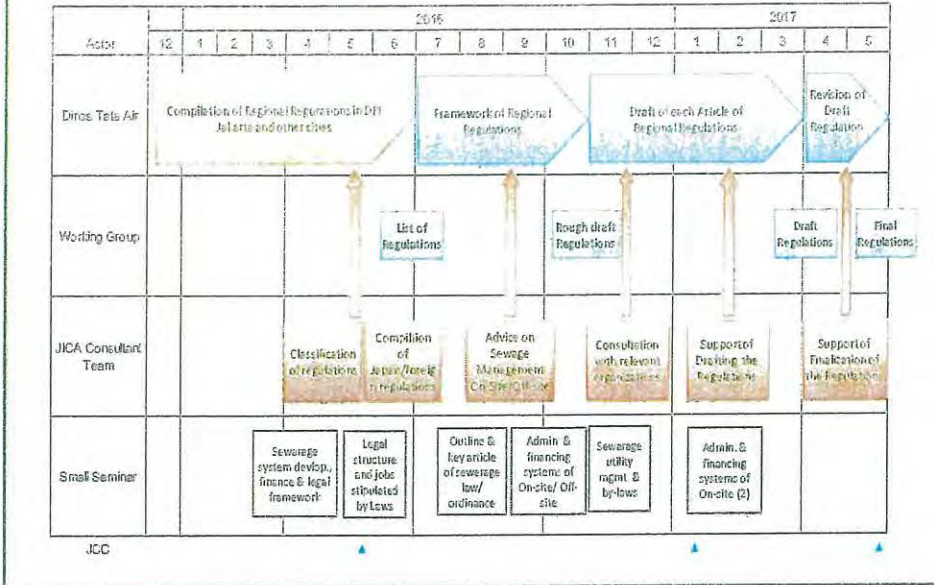 2016
2017
Actor
12 1 2 3 4 5 6 7 8 9 10 11 12 1 2 3 4 5
Dinas Tata Air
Compilation of Regional Regulations in DKI
Jakarta and other cities
Framework of Regional
Regulations
Draft of each Article of
Regional Regulations
Revision of
Draft
Regulation
Working Group
List of
Regulations
Rough draft
Regulations
Draft
Regulations
Final
Regulations
JICA Consultant
Team
Classification
of regulations
Compilation
of
Japan/foreig
n regulations
Advice on
Sewage
Management
On-Site/Off-site
Consultation
with relevant
organizations
Support of
Drafting the
Regulations
Support of
Finalization of
the Regulation
Small Seminar
Sewarage
system devlop.,
finance & legal
framework
Legal
structure
and jobs
stipulated
by Laws
Outline &
key article
of sewerage
law/
ordinance
Admin. &
financing
systems of
On-site/ Off-
site
Sewarage
utility
mgmt. &
by-laws
Admin. &
financing
systems of
On-site (2)
JCC